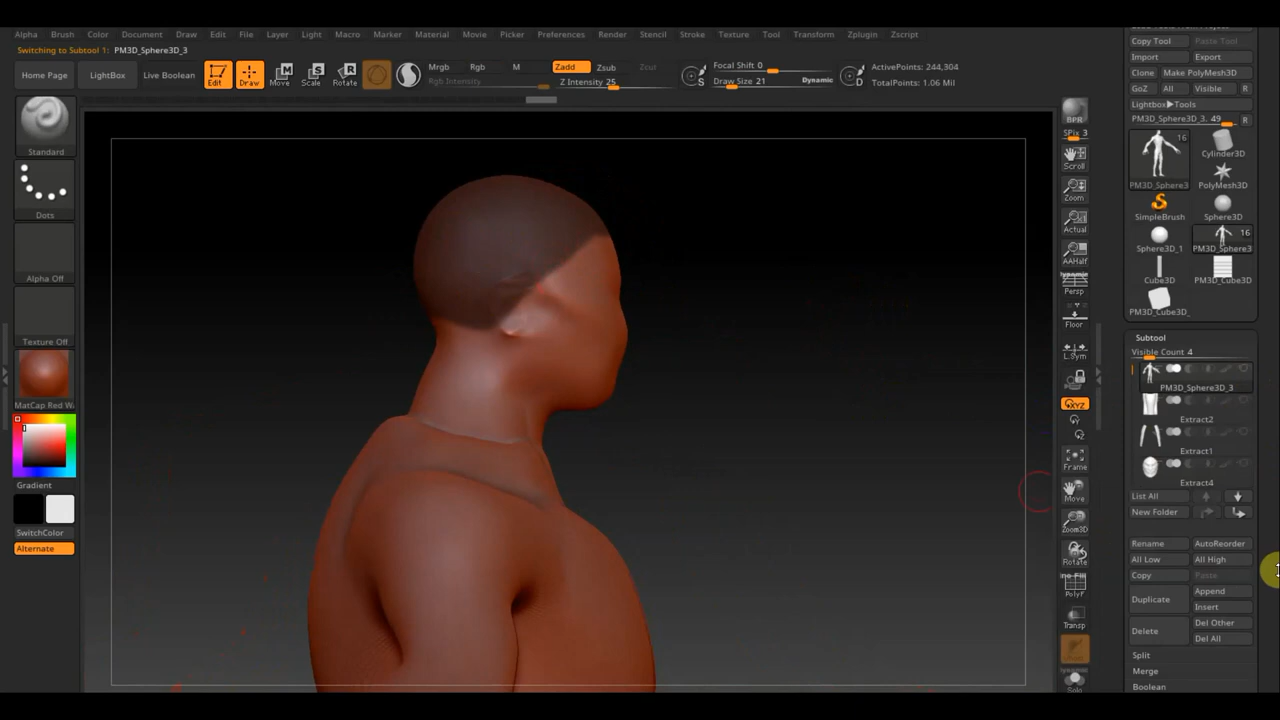 Alpha Brush Color Document Draw Edit File Layer Light Macro Marker Material Movie Picker Preferences Render Stencil Stroke Texture Tool Transform Zplugin Zscript
Switching to Subtool 1: PM3D_Sphere3D_3
Home Page
LightBox
Live Boolean
Edit
Draw
Move
Scale
Rotate
Mrgb Rgb M
Rgb Intensity
Zadd Zsub Zcut
Z Intensity 25
Focal Shift 0
Draw Size 21 Dynamic
ActivePoints: 244,304
TotalPoints: 1.06 Mil
Standard
Dots
Alpha Off
Texture Off
MatCap Red W
Gradient
SwitchColor
Alternate
BPR
SPix 3
Scroll
Zoom
Actual
AAHalf
Persp
Floor
L.Sym
XYZ
Frame
Move
Zoom3D
Rotate
PolyF
Transp
Solo
Copy Tool Paste Tool
Import Export
Clone Make PolyMesh3D
GoZ All Visible R
Lightbox▶Tools
PM3D_Sphere3D_3. 49 R
16
PM3D_Sphere3
Cylinder3D
PolyMesh3D
SimpleBrush Sphere3D
16
Sphere3D_1 PM3D_Sphere3
Cube3D PM3D_Cube3D
PM3D_Cube3D_
Subtool
Visible Count 4
PM3D_Sphere3D_3
Extract2
Extract1
Extract4
List All
New Folder
Rename AutoReorder
All Low All High
Copy Paste
Duplicate Append
Insert
Delete Del Other
Del All
Split
Merge
Boolean